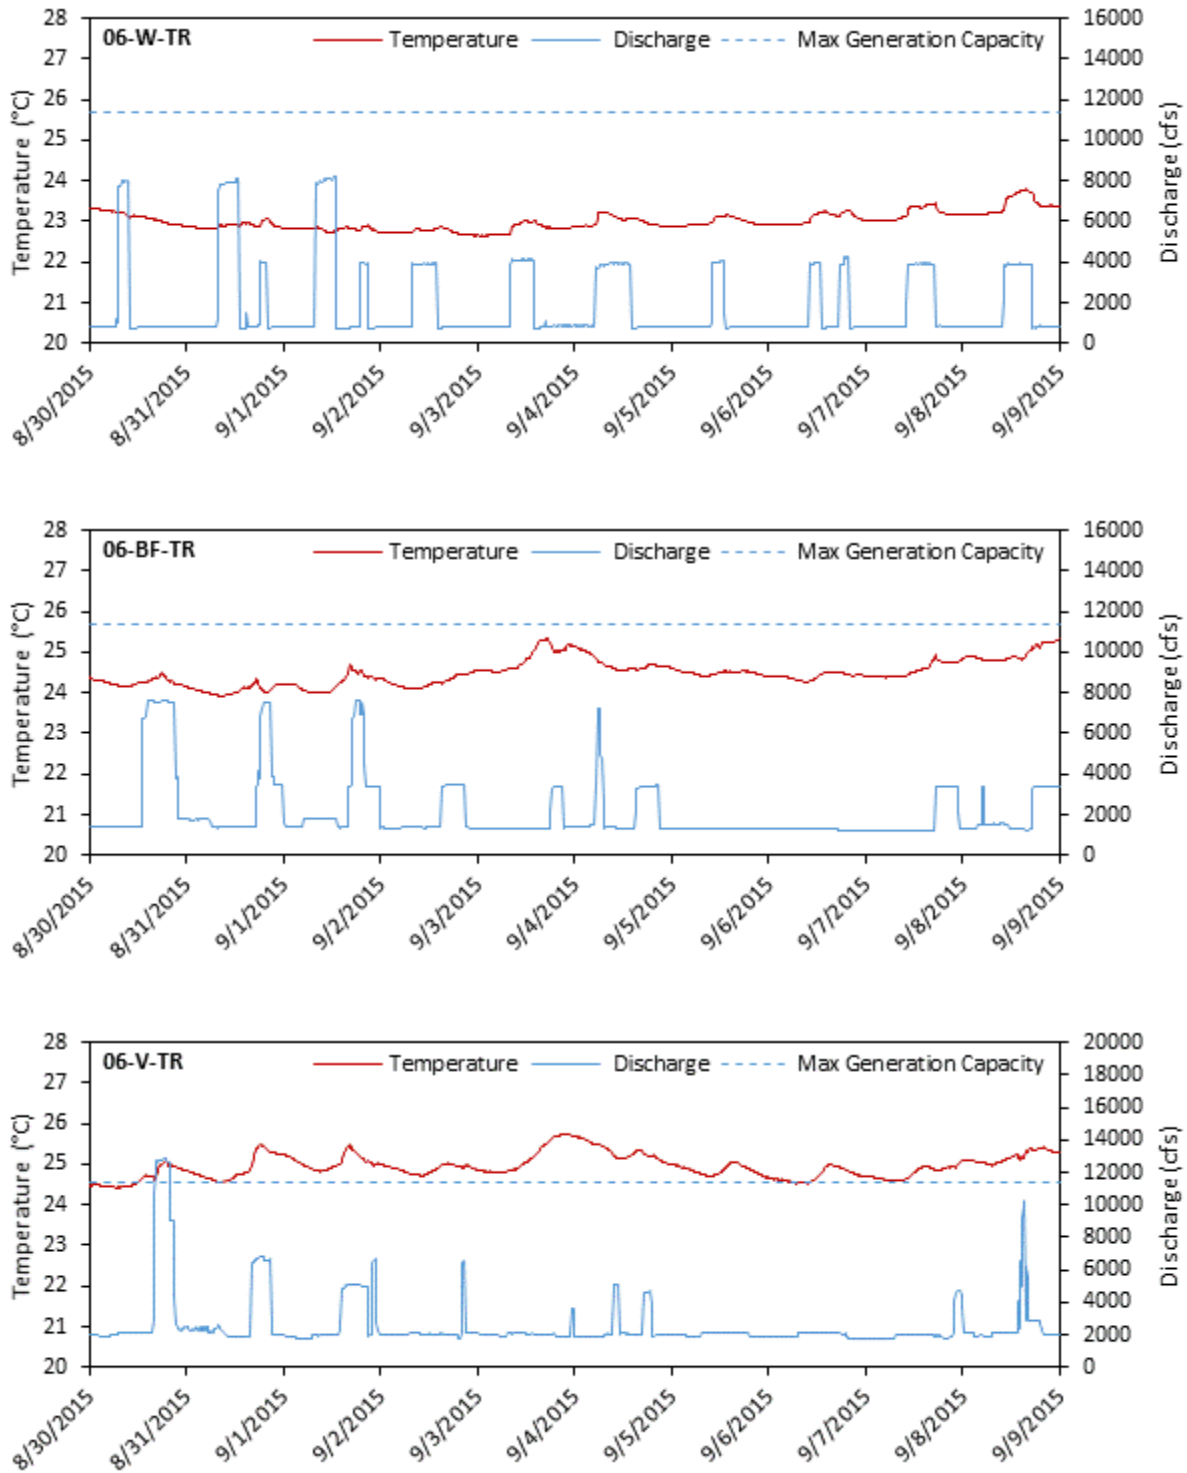 28 16000
06-W-TR Temperature Discharge Max Generation Capacity
27 14000
26 12000
25 10000
24 8000
23 6000
22 4000
21 2000
20 0
Temperature (°C)
Discharge (cfs)
8/30/2015 8/31/2015 9/1/2015 9/2/2015 9/3/2015 9/4/2015 9/5/2015 9/6/2015 9/7/2015 9/8/2015 9/9/2015
28 16000
06-BF-TR Temperature Discharge Max Generation Capacity
27 14000
26 12000
25 10000
24 8000
23 6000
22 4000
21 2000
20 0
Temperature (°C)
Discharge (cfs)
8/30/2015 8/31/2015 9/1/2015 9/2/2015 9/3/2015 9/4/2015 9/5/2015 9/6/2015 9/7/2015 9/8/2015 9/9/2015
28 20000
06-V-TR Temperature Discharge Max Generation Capacity
27 18000
26 16000
25 14000
24 12000
23 10000
22 8000
21 6000
20 4000
2000
0
Temperature (°C)
Discharge (cfs)
8/30/2015 8/31/2015 9/1/2015 9/2/2015 9/3/2015 9/4/2015 9/5/2015 9/6/2015 9/7/2015 9/8/2015 9/9/2015